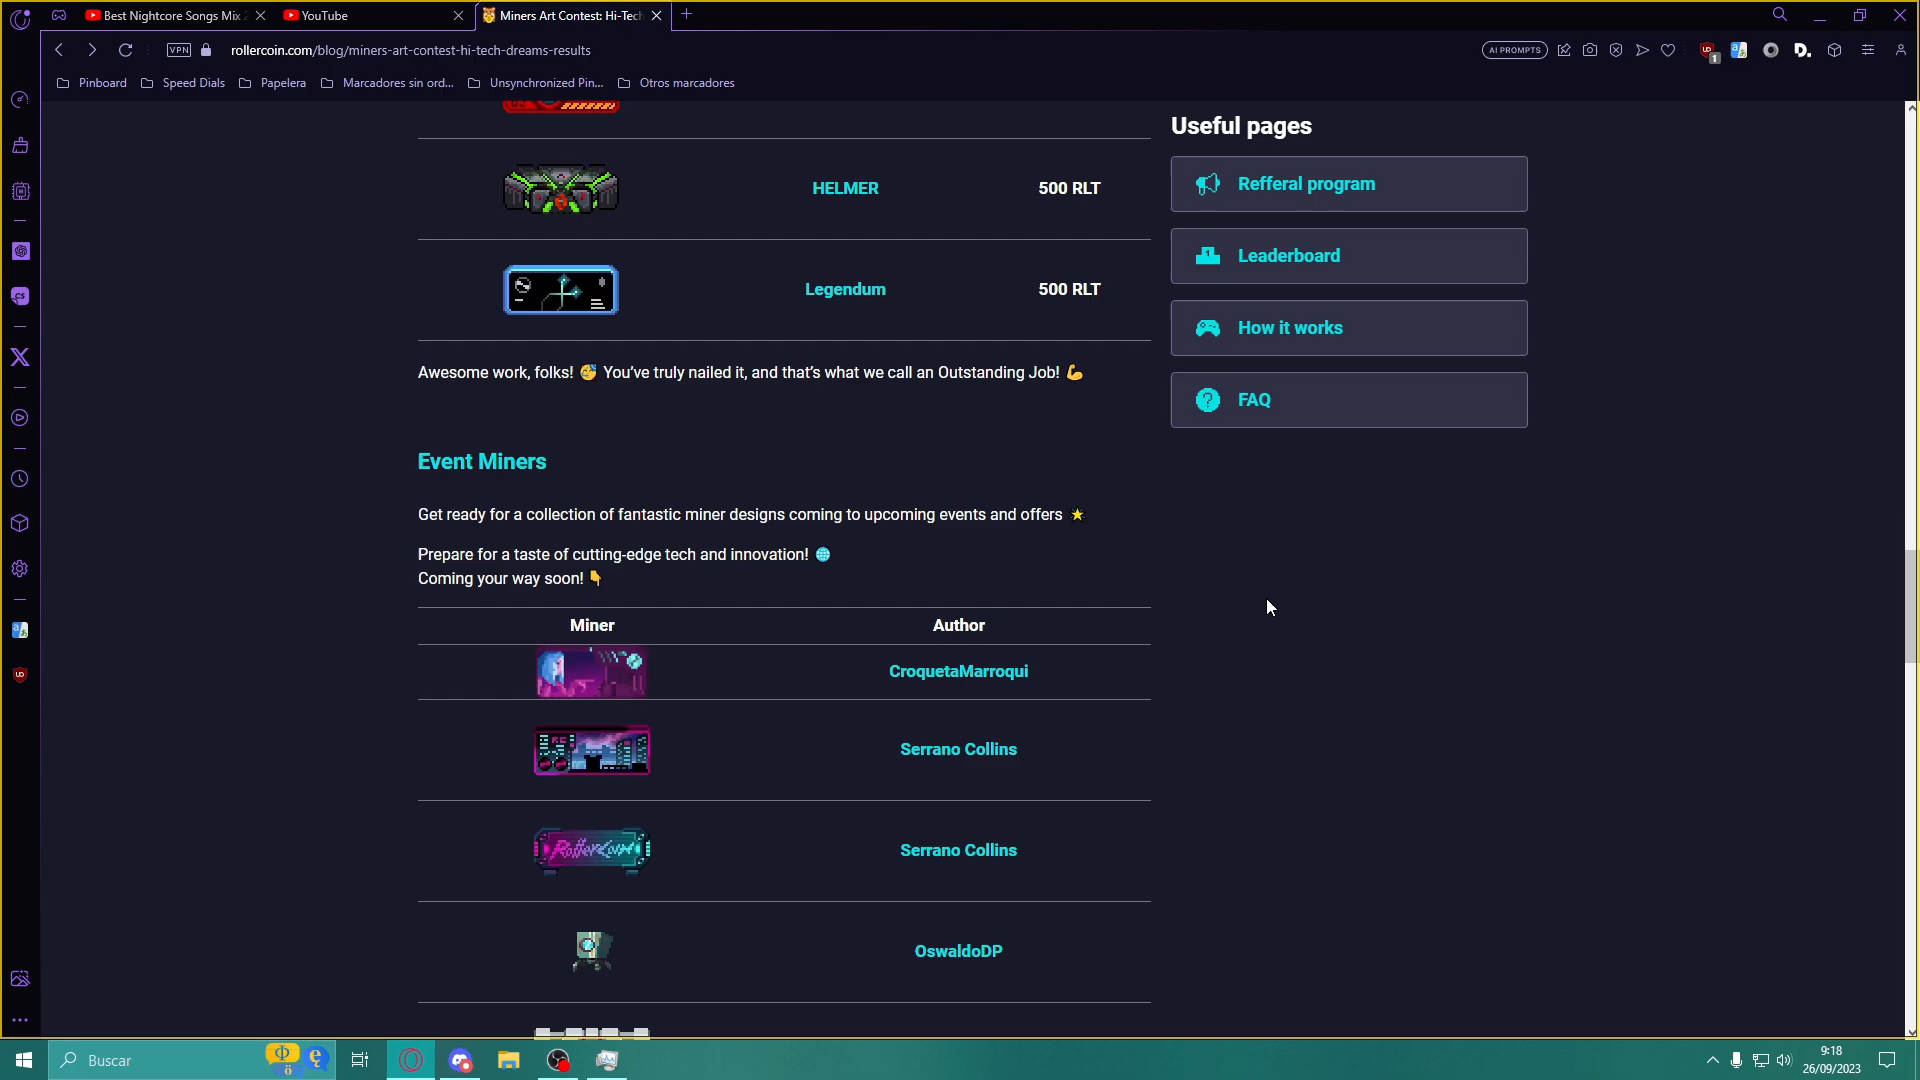 Best Nightcore Songs Mix
YouTube
Miners Art Contest: Hi-Tech
VPN
rollercoin.com/blog/miners-art-contest-hi-tech-dreams-results
AI PROMPTS
1
Pinboard
Speed Dials
Papelera
Marcadores sin ord...
Unsynchronized Pin...
Otros marcadores
HELMER
500 RLT
Legendum
500 RLT
Awesome work, folks! 🥳 You’ve truly nailed it, and that’s what we call an Outstanding Job! 💪
Event Miners
Get ready for a collection of fantastic miner designs coming to upcoming events and offers 🌟
Prepare for a taste of cutting-edge tech and innovation! 🌐
Coming your way soon! 👇
Miner
Author
CroquetaMarroqui
RC
Serrano Collins
RollerCoin
Serrano Collins
OswaldoDP
Useful pages
Refferal program
Leaderboard
How it works
FAQ
Buscar
9:18
26/09/2023